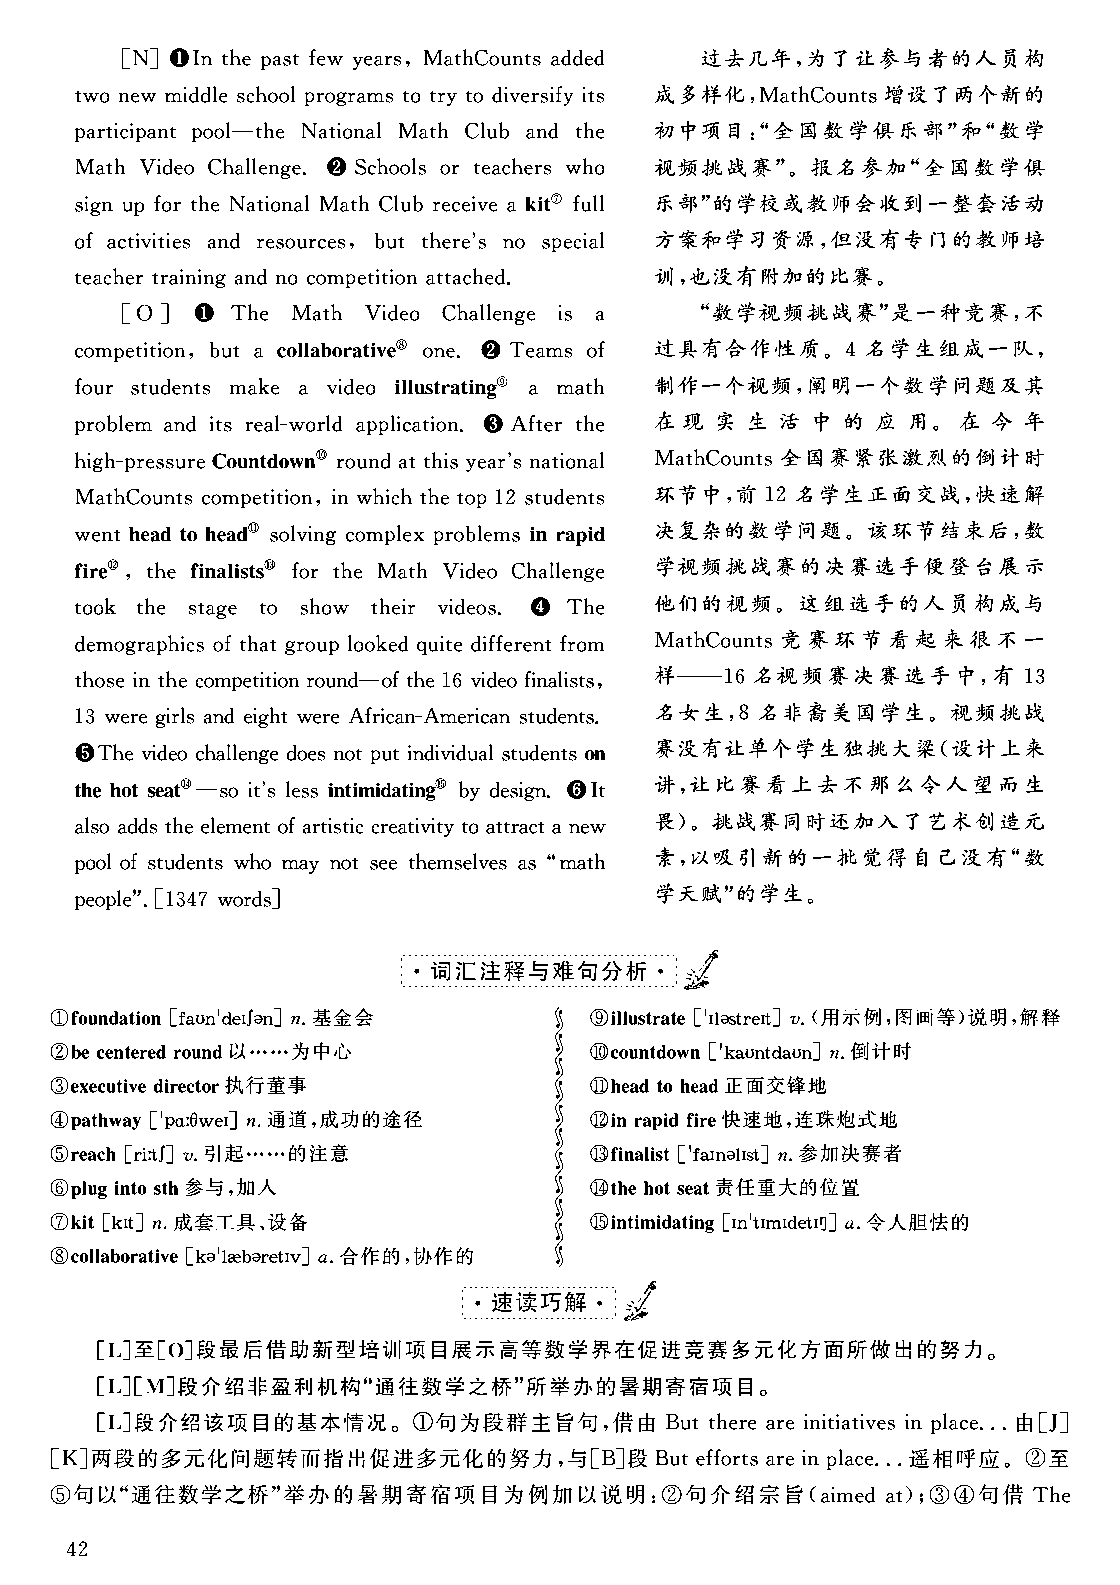 [N] ❶In the past few years, MathCounts added
two new middle school programs to try to diversify its
participant pool—the National Math Club and the
Math Video Challenge. ❷ Schools or teachers who
sign up for the National Math Club receive a kit⑦ full
of activities and resources, but there's no special
teacher training and no competition attached.
[O] ❶ The Math Video Challenge is a
competition, but a collaborative⑧ one. ❷ Teams of
four students make a video illustrating⑨ a math
problem and its real-world application. ❸ After the
high-pressure Countdown⑩ round at this year's national
MathCounts competition, in which the top 12 students
went head to head⑪ solving complex problems in rapid
fire⑫, the finalists⑬ for the Math Video Challenge
took the stage to show their videos. ❹ The
demographics of that group looked quite different from
those in the competition round—of the 16 video finalists,
13 were girls and eight were African-American students.
❺The video challenge does not put individual students on
the hot seat⑭—so it's less intimidating⑮ by design. ❻It
also adds the element of artistic creativity to attract a new
pool of students who may not see themselves as “math
people”. [1347 words]
过去几年,为了让参与者的人员构
成多样化,MathCounts 增设了两个新的
初中项目:“全国数学俱乐部”和“数学
视频挑战赛”。报名参加“全国数学俱
乐部”的学校或教师会收到一整套活动
方案和学习资源,但没有专门的教师培
训,也没有附加的比赛。
“数学视频挑战赛”是一种竞赛,不
过具有合作性质。4 名学生组成一队,
制作一个视频,阐明一个数学问题及其
在现实生活中的应用。在今年
MathCounts 全国赛紧张激烈的倒计时
环节中,前 12 名学生正面交战,快速解
决复杂的数学问题。该环节结束后,数
学视频挑战赛的决赛选手便登台展示
他们的视频。这组选手的人员构成与
MathCounts 竞赛环节看起来很不一
样——16 名视频赛决赛选手中,有 13
名女生,8 名非裔美国学生。视频挑战
赛没有让单个学生独挑大梁(设计上来
讲,让比赛看上去不那么令人望而生
畏)。挑战赛同时还加入了艺术创造元
素,以吸引新的一批觉得自己没有“数
学天赋”的学生。
·词汇注释与难句分析·
①foundation [faʊnˈdeɪʃən] n. 基金会
②be centered round 以……为中心
③executive director 执行董事
④pathway [ˈpɑːθweɪ] n. 通道,成功的途径
⑤reach [riːtʃ] v. 引起……的注意
⑥plug into sth 参与,加入
⑦kit [kɪt] n. 成套工具、设备
⑧collaborative [kəˈlæbəretɪv] a. 合作的,协作的
⑨illustrate [ˈɪləstreɪt] v. (用示例,图画等)说明,解释
⑩countdown [ˈkaʊntdaʊn] n. 倒计时
⑪head to head 正面交锋地
⑫in rapid fire 快速地,连珠炮式地
⑬finalist [ˈfaɪnəlɪst] n. 参加决赛者
⑭the hot seat 责任重大的位置
⑮intimidating [ɪnˈtɪmɪdetɪŋ] a. 令人胆怯的
·速读巧解·
[L]至[O]段最后借助新型培训项目展示高等数学界在促进竞赛多元化方面所做出的努力。
[L][M]段介绍非盈利机构“通往数学之桥”所举办的暑期寄宿项目。
[L]段介绍该项目的基本情况。①句为段群主旨句,借由 But there are initiatives in place... 由[J]
[K]两段的多元化问题转而指出促进多元化的努力,与[B]段 But efforts are in place... 遥相呼应。②至
⑤句以“通往数学之桥”举办的暑期寄宿项目为例加以说明:②句介绍宗旨(aimed at);③④句借 The
42